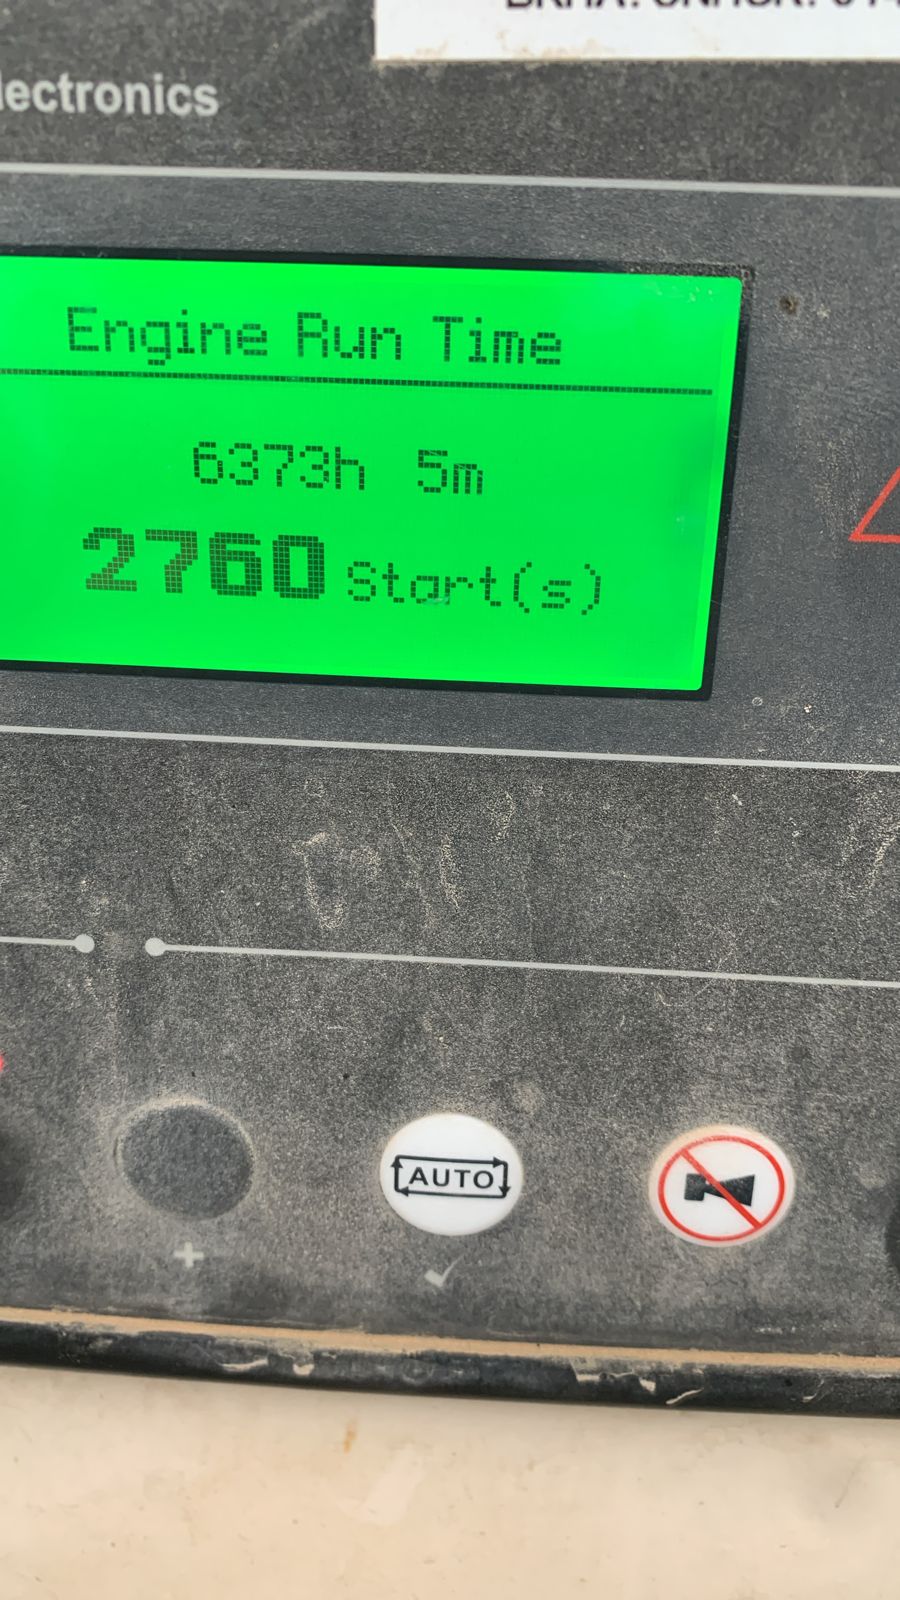 lectronics
Engine Run Time
6373h 5m
2760 Start(s)
AUTO
+
✓